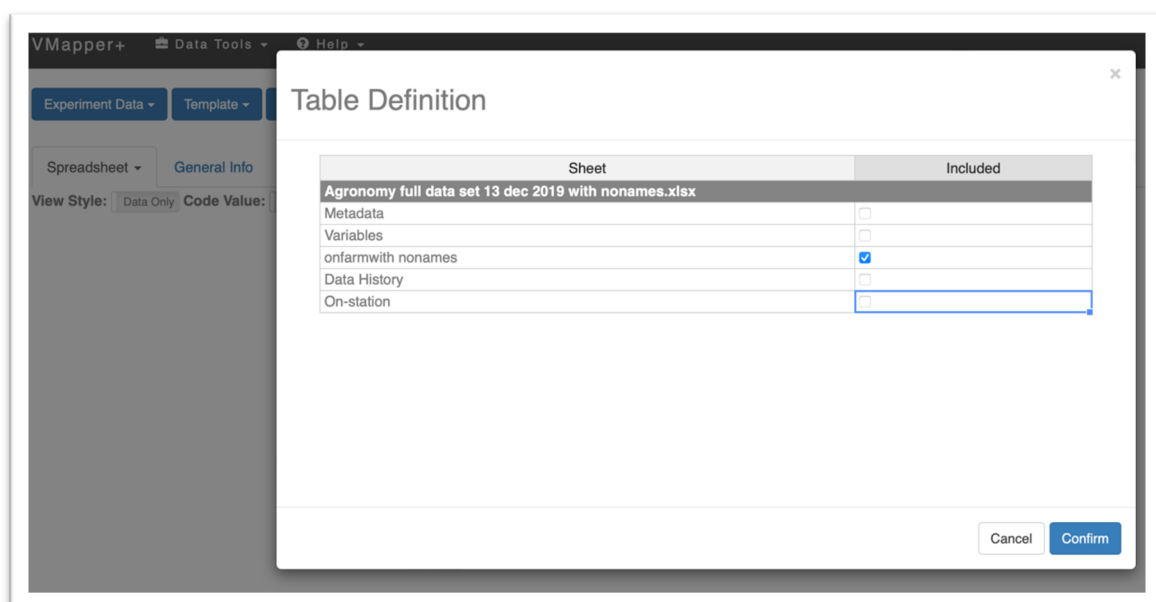 VMapper+ Data Tools Help
Experiment Data Template
Table Definition
Spreadsheet General Info
View Style: Data Only Code Value:
Sheet Included
Agronomy full data set 13 dec 2019 with nonames.xlsx
Metadata
Variables
onfarmwith nonames
Data History
On-station
Cancel Confirm